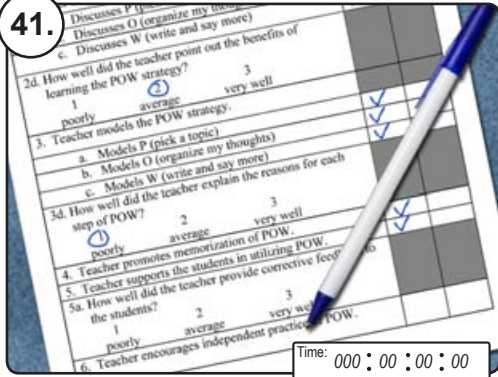 41.
Discusses P
Discusses O (organize my thoughts)
c. Discusses W (write and say more)
2d. How well did the teacher point out the benefits of
learning the POW strategy?
1 2 3
poorly average very well
3. Teacher models the POW strategy.
a. Models P (pick a topic)
b. Models O (organize my thoughts)
c. Models W (write and say more)
3d. How well did the teacher explain the reasons for each
step of POW?
1 2 3
poorly average very well
4. Teacher promotes memorization of POW.
5. Teacher supports the students in utilizing POW.
5a. How well did the teacher provide corrective to
the students?
1 2 3
poorly average very well
6. Teacher encourages independent practice POW.
Time: 000 : 00 : 00 : 00